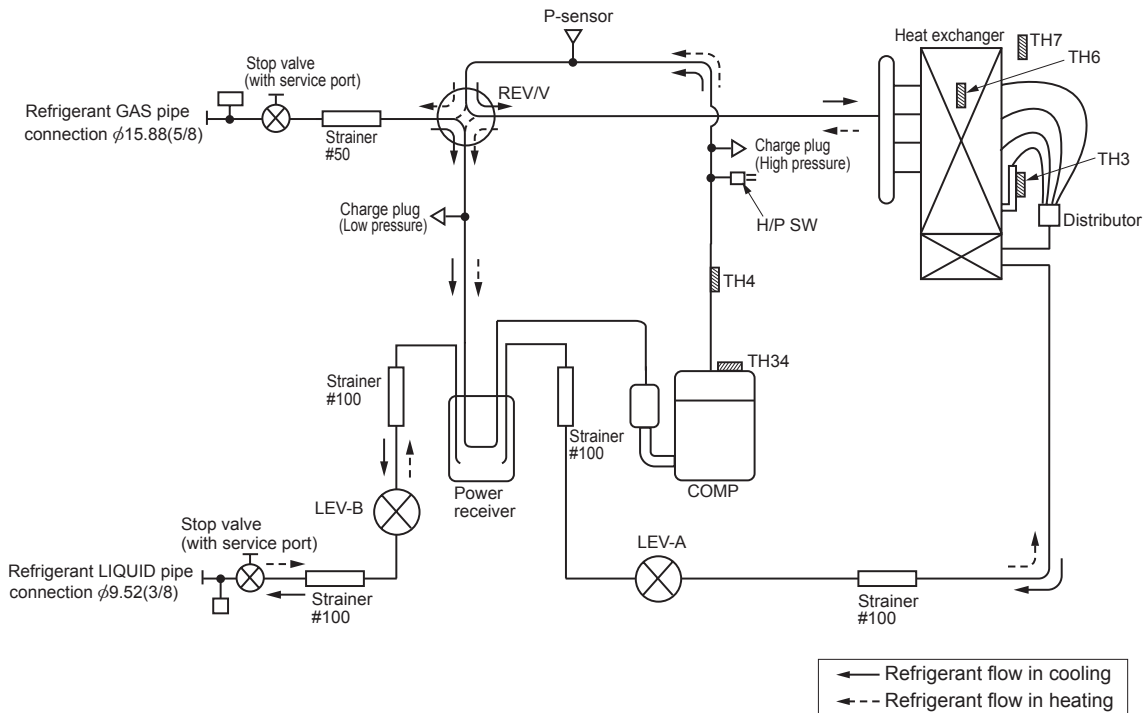 P-sensor
Heat exchanger
TH7
TH6
Stop valve
(with service port)
REV/V
Refrigerant GAS pipe
connection ϕ15.88(5/8)
Strainer
#50
Charge plug
(High pressure)
TH3
H/P SW
Distributor
Charge plug
(Low pressure)
TH4
TH34
Strainer
#100
Strainer
#100
COMP
Power
receiver
LEV-B
Stop valve
(with service port)
LEV-A
Refrigerant LIQUID pipe
connection ϕ9.52(3/8)
Strainer
#100
Strainer
#100
Refrigerant flow in cooling
Refrigerant flow in heating